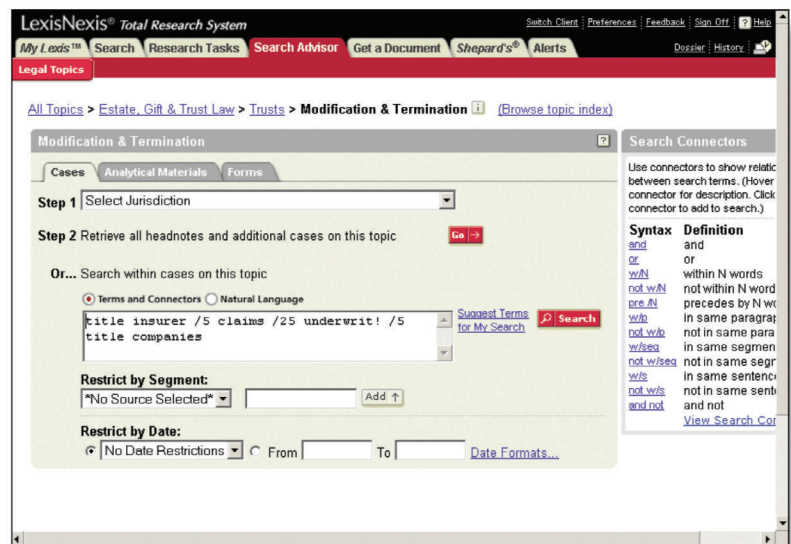 LexisNexis® Total Research System
Switch Client Preferences Feedback Sign Off ? Help
My Lexis™ Search Research Tasks Search Advisor Get a Document Shepard's® Alerts Dossier History
Legal Topics
All Topics > Estate, Gift & Trust Law > Trusts > Modification & Termination i (Browse topic index)
Modification & Termination ?
Cases Analytical Materials Forms
Step 1 Select Jurisdiction
Step 2 Retrieve all headnotes and additional cases on this topic Go →
Or... Search within cases on this topic
Terms and Connectors Natural Language
title insurer /5 claims /25 underwrit! /5
title companies
Suggest Terms
for My Search
Search
Restrict by Segment:
*No Source Selected* Add ↑
Restrict by Date:
No Date Restrictions From To Date Formats...
Search Connectors
Use connectors to show relatic
between search terms. (Hover
connector for description. Click
connector to add to search.)
Syntax Definition
and and
or or
w/N within N words
not w/N not within N word
pre /N precedes by N wo
w/p in same paragrap
not w/p not in same para
w/seg in same segmen
not w/seg not in same segr
w/s in same sentenc
not w/s not in same sent
and not and not
View Search Cor